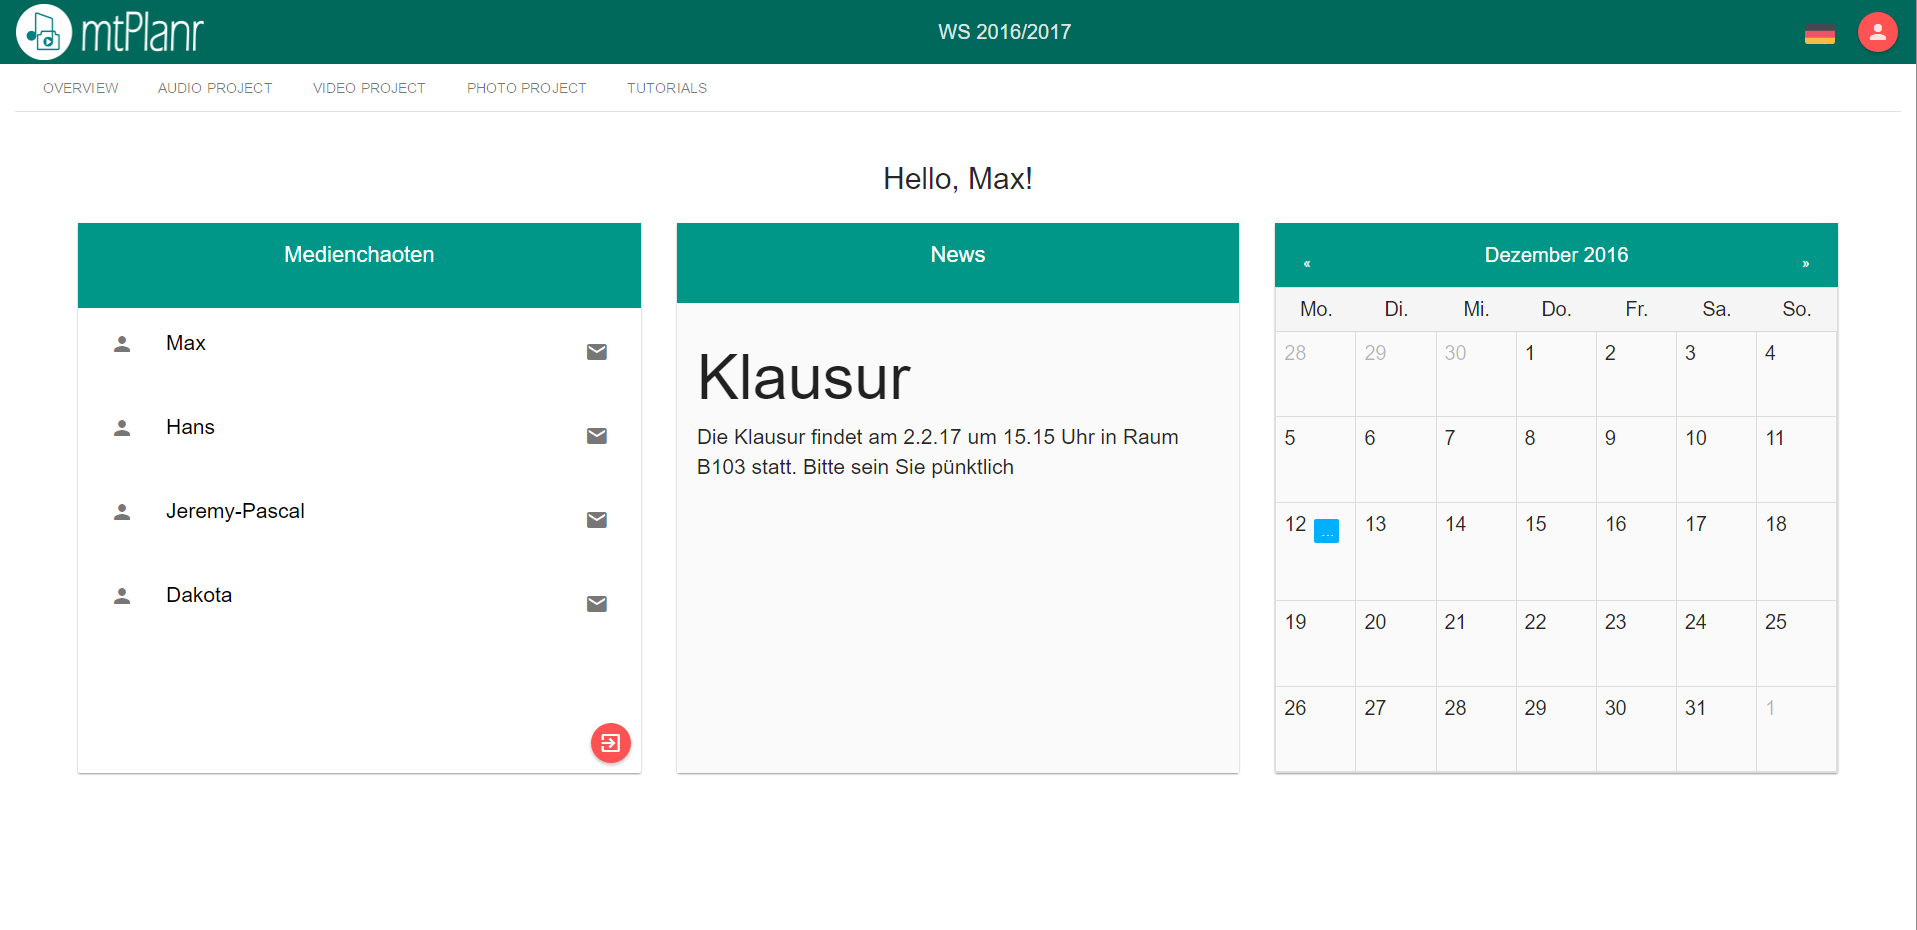 mtPlanr
WS 2016/2017
OVERVIEW AUDIO PROJECT VIDEO PROJECT PHOTO PROJECT TUTORIALS
Hello, Max!
Medienchaoten
Max
Hans
Jeremy-Pascal
Dakota
News
Klausur
Die Klausur findet am 2.2.17 um 15.15 Uhr in Raum
B103 statt. Bitte sein Sie pünktlich
« Dezember 2016 »
Mo. Di. Mi. Do. Fr. Sa. So.
28 29 30 1 2 3 4
5 6 7 8 9 10 11
12 ... 13 14 15 16 17 18
19 20 21 22 23 24 25
26 27 28 29 30 31 1